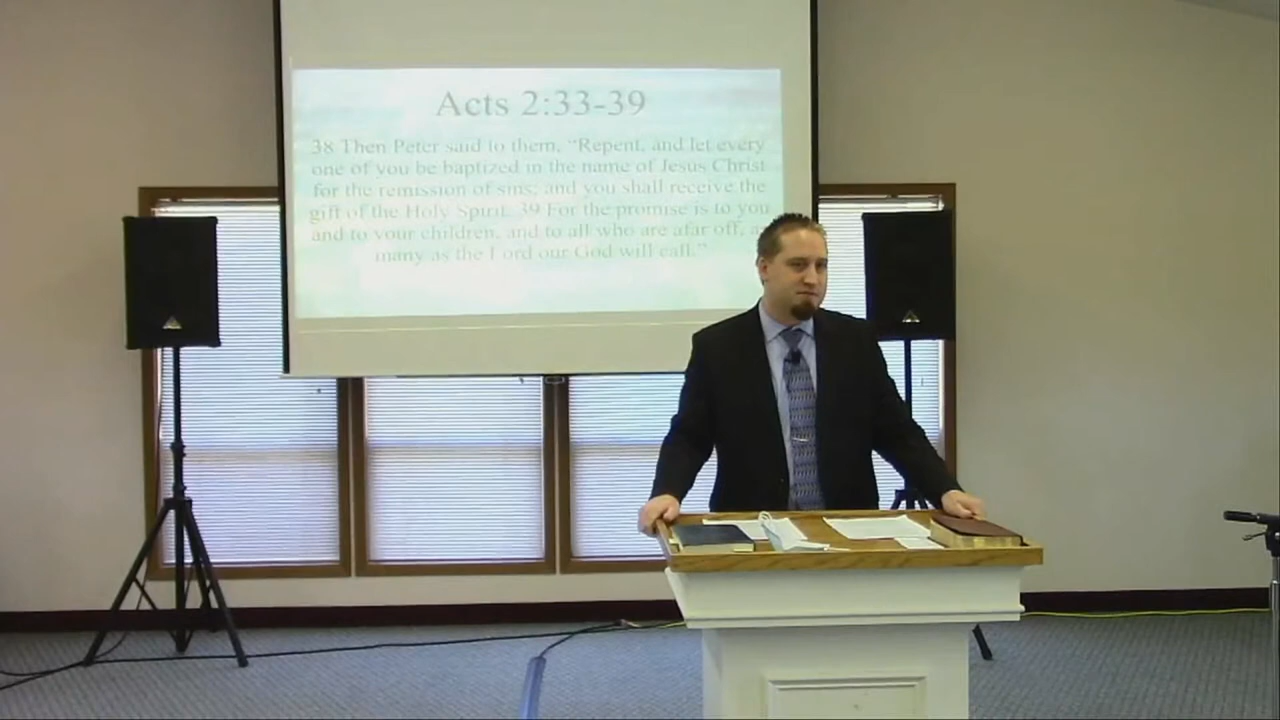 Acts 2:33-39
38 Then Peter said to them, "Repent, and let every
one of you be baptized in the name of Jesus Christ
for the remission of sins; and you shall receive the
gift of the Holy Spirit. 39 For the promise is to you
and to your children, and to all who are afar off, as
many as the Lord our God will call."